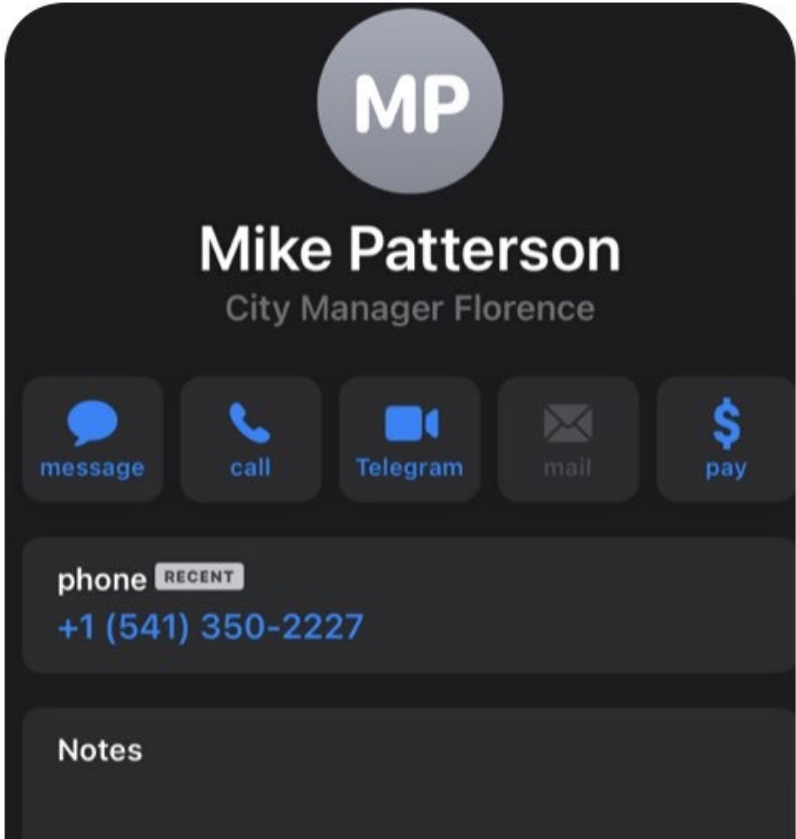 MP
Mike Patterson
City Manager Florence
message call Telegram mail $ pay
phone RECENT
+1 (541) 350-2227
Notes